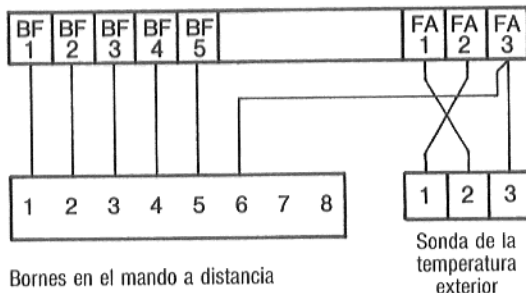 BF BF BF BF BF FA FA FA
1 2 3 4 5 1 2 3
1 2 3 4 5 6 7 8
1 2 3
Bornes en el mando a distancia
Sonda de la
temperatura
exterior